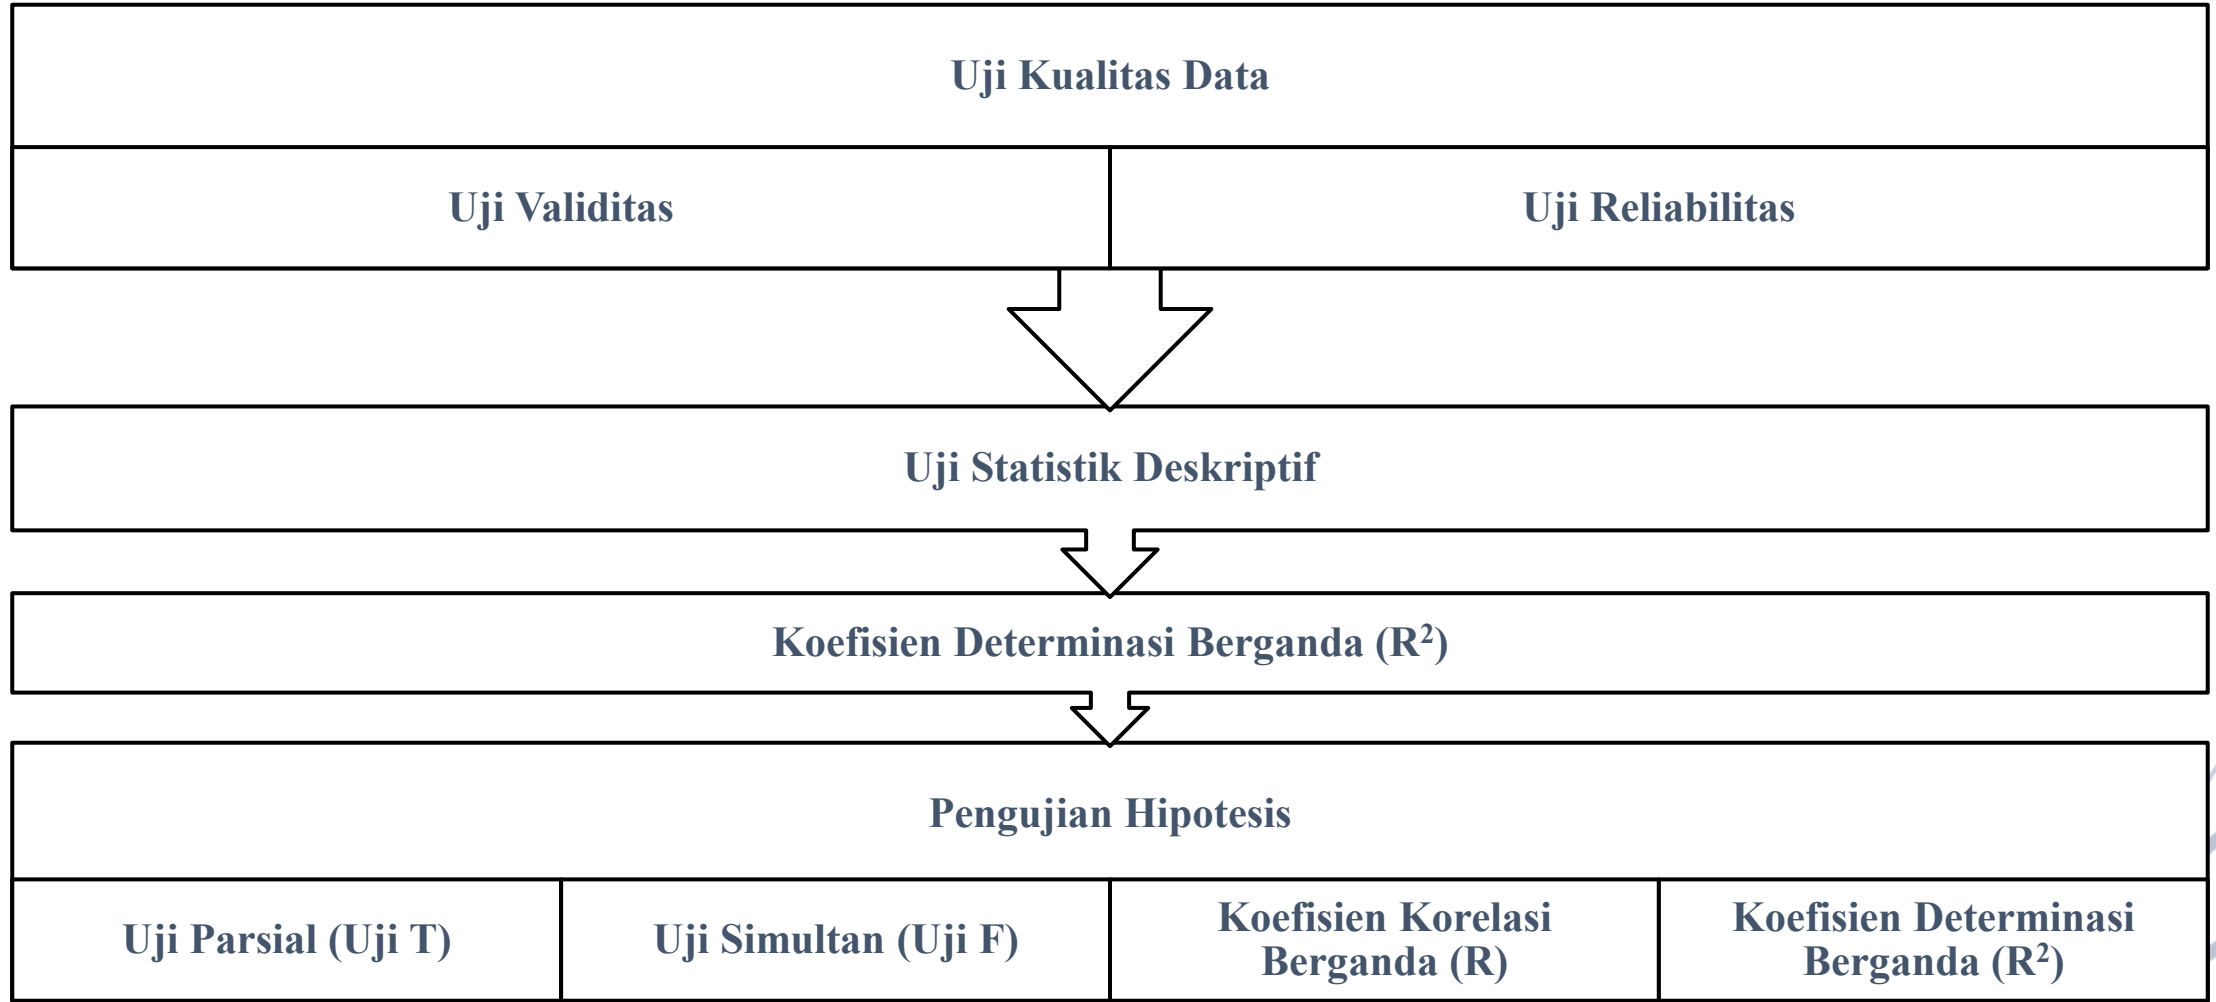 Uji Kualitas Data
Uji Validitas
Uji Reliabilitas
Uji Statistik Deskriptif
Koefisien Determinasi Berganda (R²)
Pengujian Hipotesis
Uji Parsial (Uji T)
Uji Simultan (Uji F)
Koefisien Korelasi
Berganda (R)
Koefisien Determinasi
Berganda (R²)